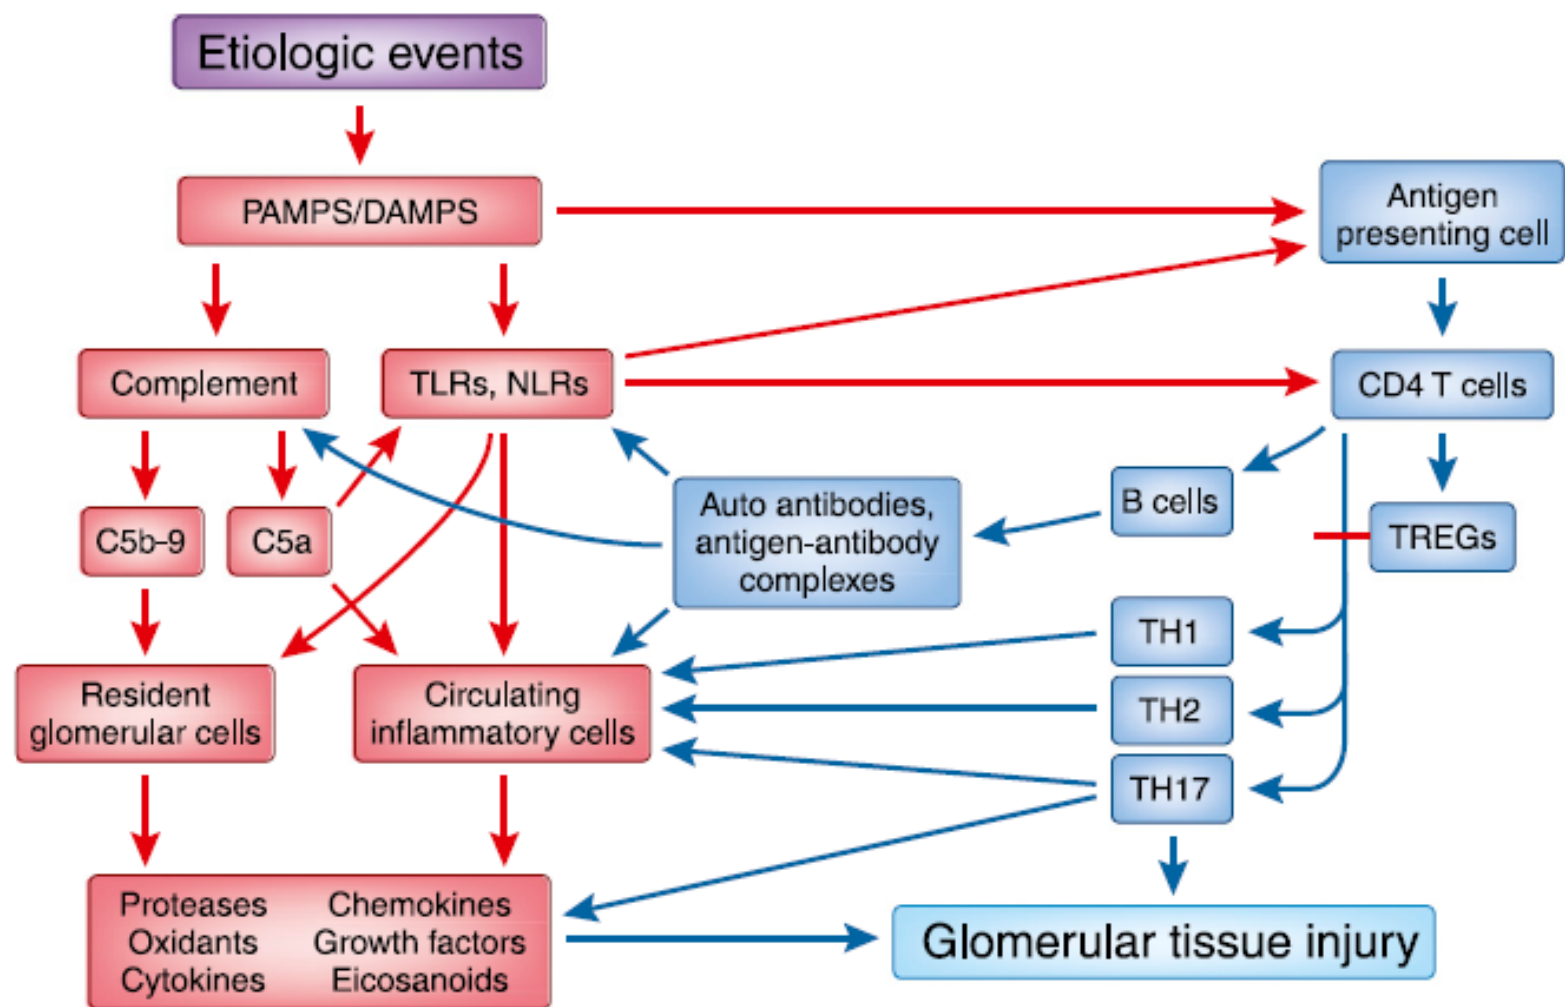 Etiologic events
PAMPS/DAMPS
Antigen
presenting cell
Complement
TLRs, NLRs
CD4 T cells
C5b-9
C5a
Auto antibodies,
antigen-antibody
complexes
B cells
TREGs
TH1
TH2
TH17
Resident
glomerular cells
Circulating
inflammatory cells
Proteases
Oxidants
Cytokines
Chemokines
Growth factors
Eicosanoids
Glomerular tissue injury